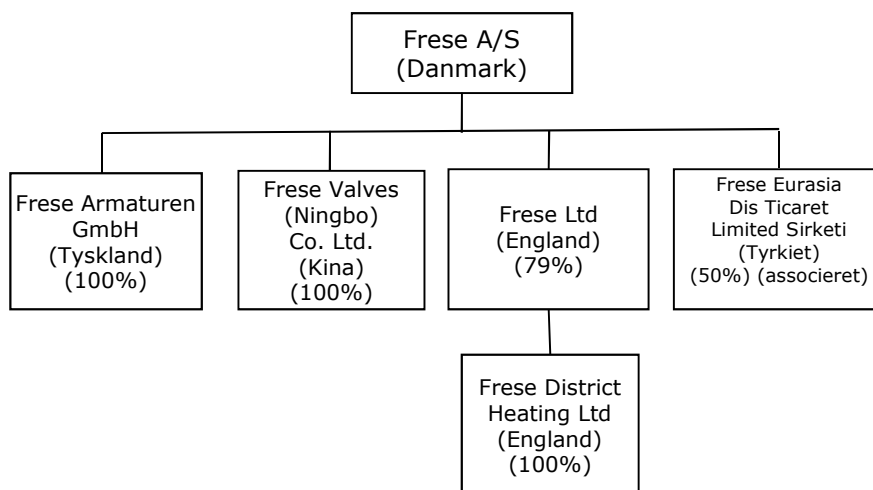 Frese A/S
(Danmark)
Frese Armaturen
GmbH
(Tyskland)
(100%)
Frese Valves
(Ningbo)
Co. Ltd.
(Kina)
(100%)
Frese Ltd
(England)
(79%)
Frese Eurasia
Dis Ticaret
Limited Sirketi
(Tyrkiet)
(50%) (associeret)
Frese District
Heating Ltd
(England)
(100%)